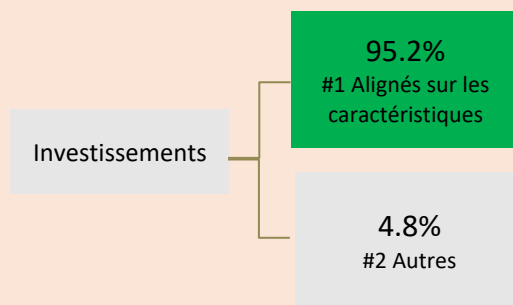 95.2%
#1 Alignés sur les
caractéristiques
Investissements
4.8%
#2 Autres